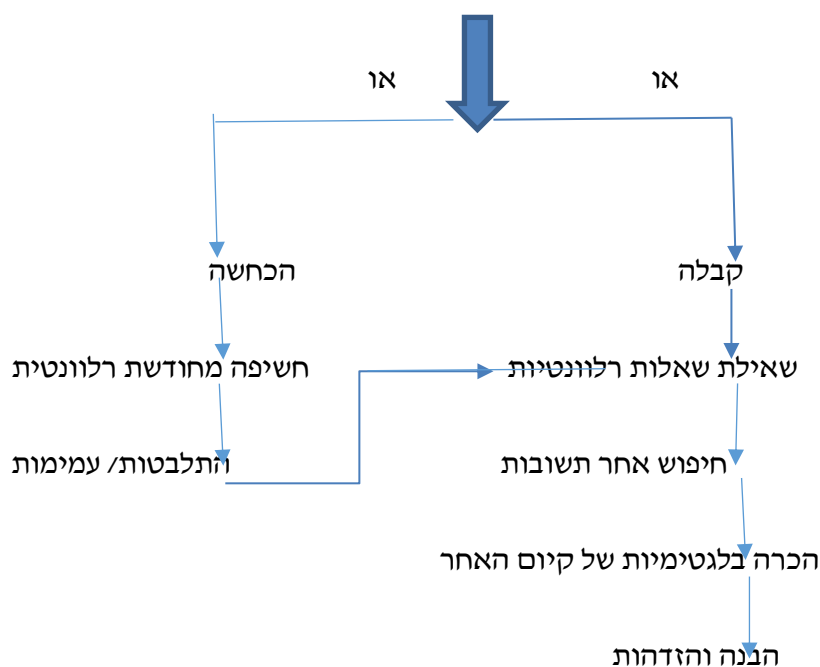 או
או
קבלה
הכחשה
שאילת שאלות רלוונטיות
חשיפה מחודשת רלוונטית
חיפוש אחר תשובות
התלבטות/ עמימות
הכרה בלגטימיות של קיום האחר
הבנה והזדהות